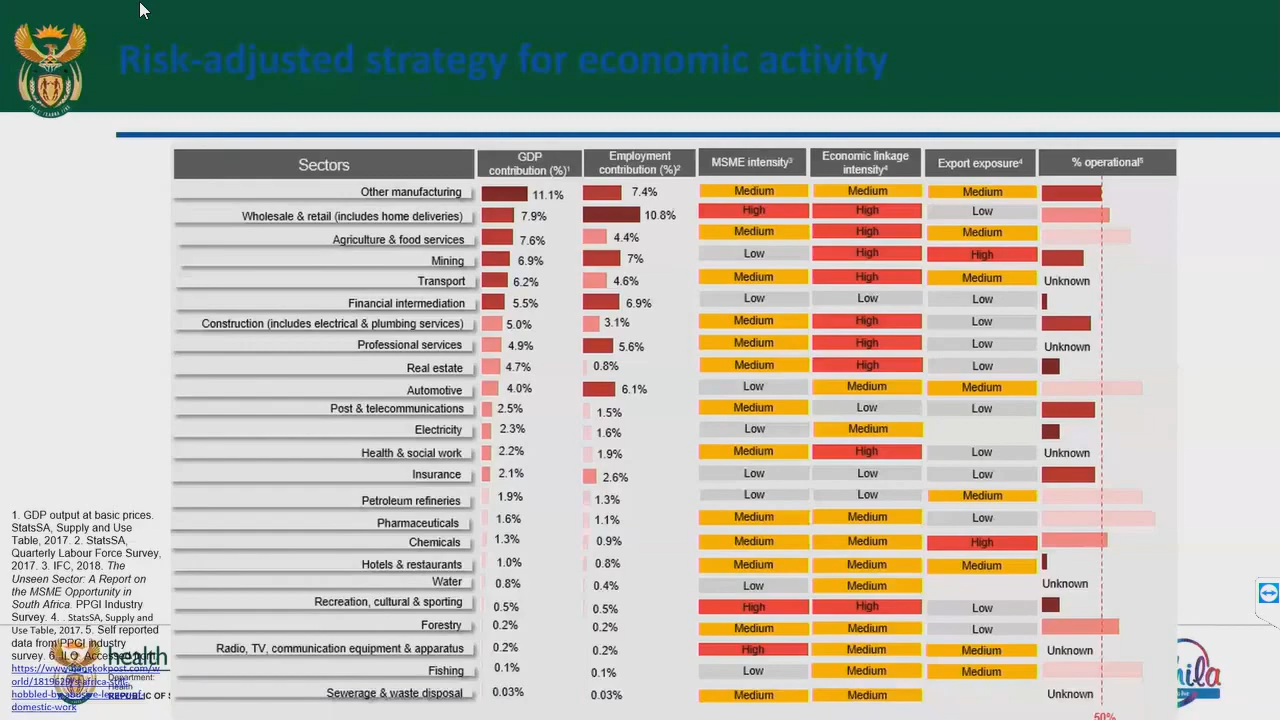 Risk-adjusted strategy for economic activity
Sectors GDP contribution (%)¹ Employment contribution (%)² MSME intensity³ Economic linkage intensity⁴ Export exposure⁴ % operational⁵
Other manufacturing 11.1% 7.4% Medium Medium Medium
Wholesale & retail (includes home deliveries) 7.9% 10.8% High High Low
Agriculture & food services 7.6% 4.4% Medium High Medium
Mining 6.9% 7% Low High High
Transport 6.2% 4.6% Medium High Medium Unknown
Financial intermediation 5.5% 6.9% Low Low Low
Construction (includes electrical & plumbing services) 5.0% 3.1% Medium High Low
Professional services 4.9% 5.6% Medium High Low Unknown
Real estate 4.7% 0.8% Medium High Low
Automotive 4.0% 6.1% Low Medium Medium
Post & telecommunications 2.5% 1.5% Medium Low Low
Electricity 2.3% 1.6% Low Medium
Health & social work 2.2% 1.9% Medium High Low Unknown
Insurance 2.1% 2.6% Low Low Low
Petroleum refineries 1.9% 1.3% Low Low Medium
Pharmaceuticals 1.6% 1.1% Medium Medium Low
Chemicals 1.3% 0.9% Medium Medium High
Hotels & restaurants 1.0% 0.8% Medium Medium Medium
Water 0.8% 0.4% Low Medium Unknown
Recreation, cultural & sporting 0.5% 0.5% High High Low
Forestry 0.2% 0.2% Medium Medium Low
Radio, TV, communication equipment & apparatus 0.2% 0.2% High Medium Medium Unknown
Fishing 0.1% 0.1% Low Medium Medium
Sewerage & waste disposal 0.03% 0.03% Medium Medium Unknown
50%
1. GDP output at basic prices.
StatsSA, Supply and Use
Table, 2017. 2. StatsSA,
Quarterly Labour Force Survey,
2017. 3. IFC, 2018. The
Unseen Sector: A Report on
the MSME Opportunity in
South Africa. PPGI Industry
Survey. 4. . StatsSA, Supply and
Use Table, 2017. 5. Self reported
data from PPGI industry
survey. 6. ILO
domestic-work
health
Department:
Health
REPUBLIC OF S